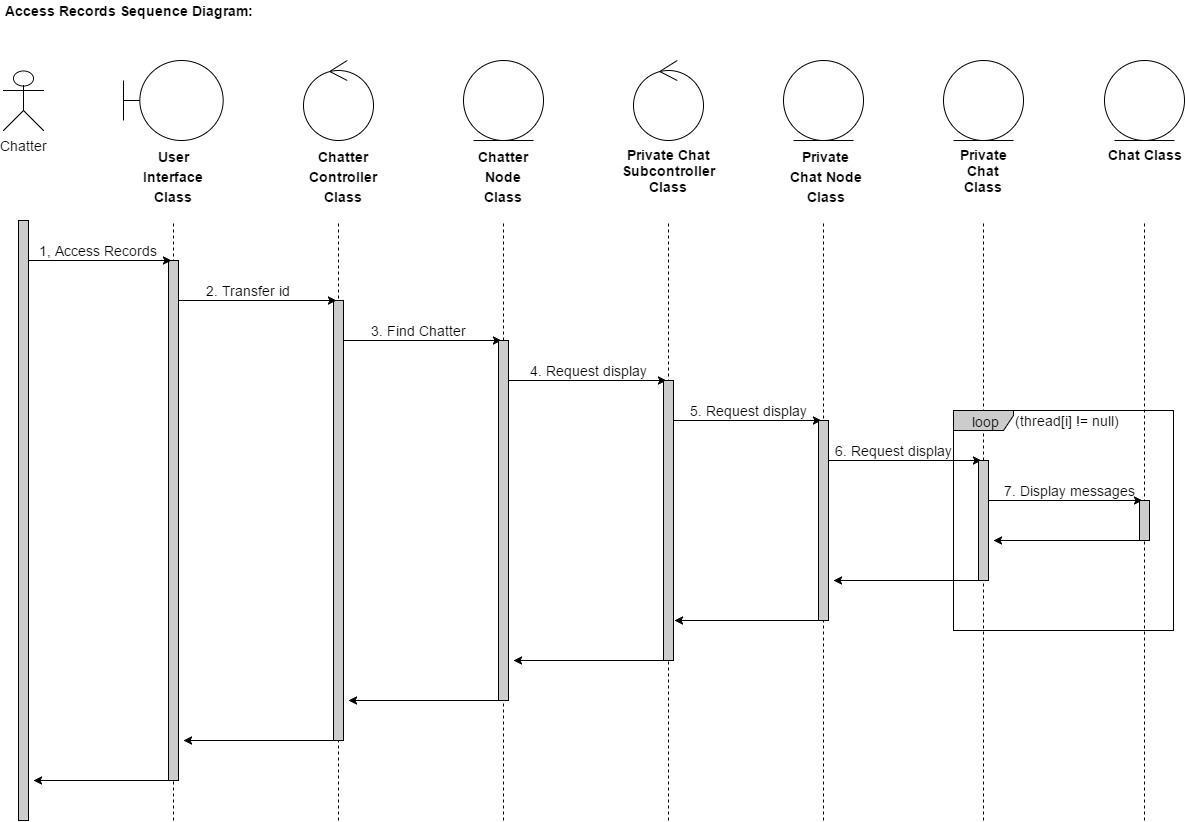 Access Records Sequence Diagram:
Chatter
User
Interface
Class
Chatter
Controller
Class
Chatter
Node
Class
Private Chat
Subcontroller
Class
Private
Chat Node
Class
Private
Chat
Class
Chat Class
1, Access Records
2. Transfer id
3. Find Chatter
4. Request display
5. Request display
loop (thread[i] != null)
6. Request display
7. Display messages